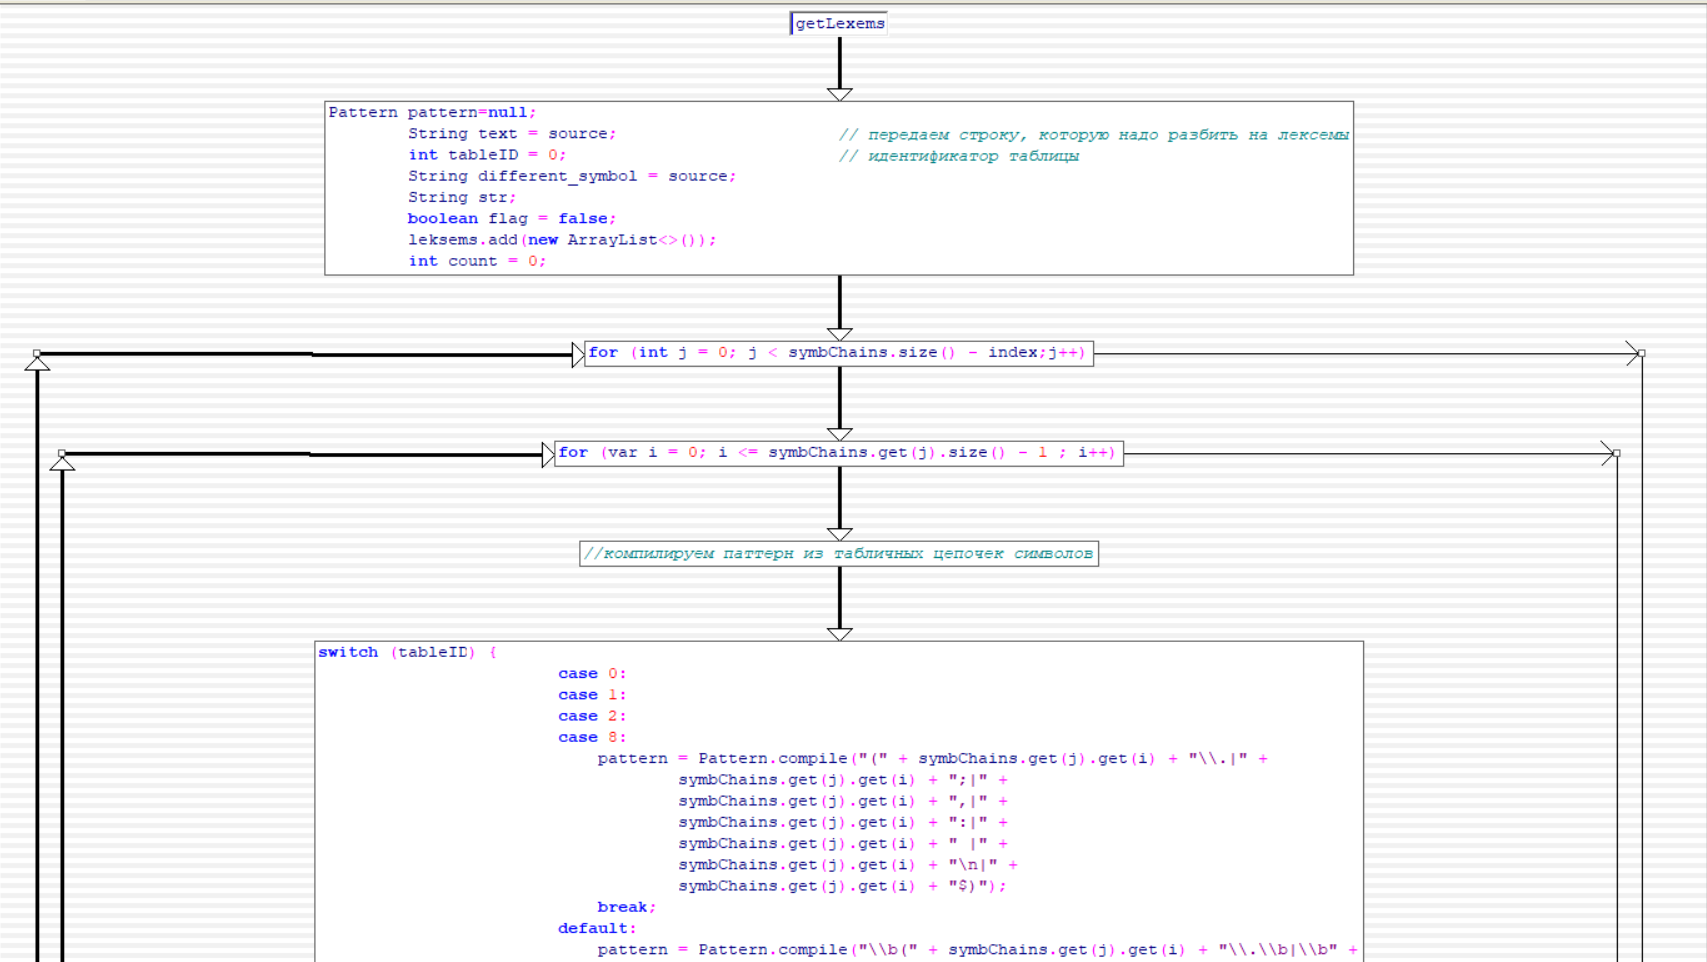 getLexems
Pattern pattern=null;
String text = source; // передаем строку, которую надо разбить на лексемы
int tableID = 0; // идентификатор таблицы
String different_symbol = source;
String str;
boolean flag = false;
leksems.add(new ArrayList<>());
int count = 0;
for (int j = 0; j < symbChains.size() - index;j++)
for (var i = 0; i <= symbChains.get(j).size() - 1 ; i++)
//компилируем паттерн из табличных цепочек символов
switch (tableID) {
case 0:
case 1:
case 2:
case 8:
pattern = Pattern.compile("(" + symbChains.get(j).get(i) + "\\.|" +
symbChains.get(j).get(i) + ";|" +
symbChains.get(j).get(i) + ",|" +
symbChains.get(j).get(i) + ":|" +
symbChains.get(j).get(i) + " |" +
symbChains.get(j).get(i) + "\n|" +
symbChains.get(j).get(i) + "$)");
break;
default:
pattern = Pattern.compile("\\b(" + symbChains.get(j).get(i) + "\\.\\b|\\b" +